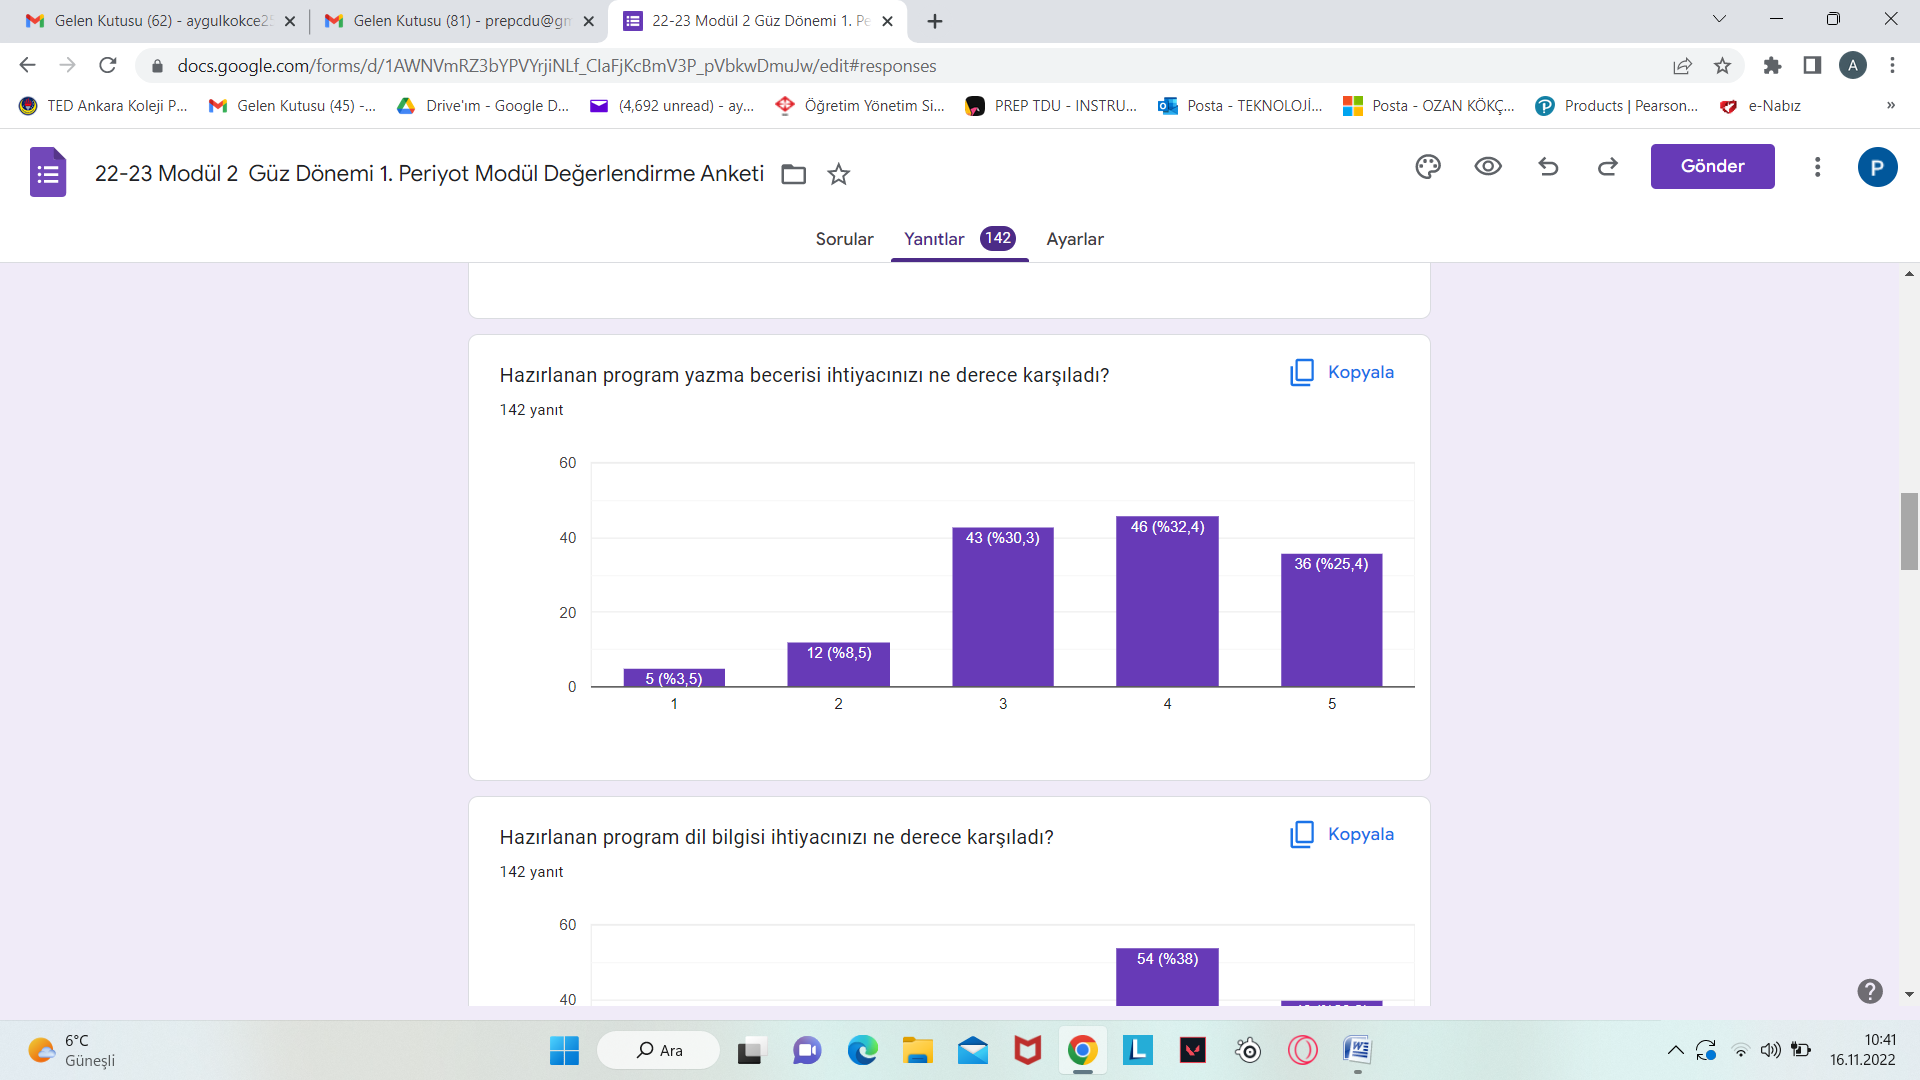 Gelen Kutusu (62) - aygulkokce25
Gelen Kutusu (81) - prepcdu@gm
22-23 Modül 2 Güz Dönemi 1. Pe
docs.google.com/forms/d/1AWNVmRZ3bYPVYrjiNLf_CIaFjKcBmV3P_pVbkwDmuJw/edit#responses
A
TED Ankara Koleji P...
Gelen Kutusu (45) -...
Drive'ım - Google D...
(4,692 unread) - ay...
Öğretim Yönetim Si...
PREP TDU - INSTRU...
Posta - TEKNOLOJİ...
Posta - OZAN KÖKÇ...
Products | Pearson...
e-Nabız
»
22-23 Modül 2 Güz Dönemi 1. Periyot Modül Değerlendirme Anketi
Gönder
P
Sorular
Yanıtlar 142
Ayarlar
Hazırlanan program yazma becerisi ihtiyacınızı ne derece karşıladı?
Kopyala
142 yanıt
60
40
20
0
5 (%3,5)
12 (%8,5)
43 (%30,3)
46 (%32,4)
36 (%25,4)
1
2
3
4
5
Hazırlanan program dil bilgisi ihtiyacınızı ne derece karşıladı?
Kopyala
142 yanıt
60
40
54 (%38)
6°C
Güneşli
Ara
10:41
16.11.2022